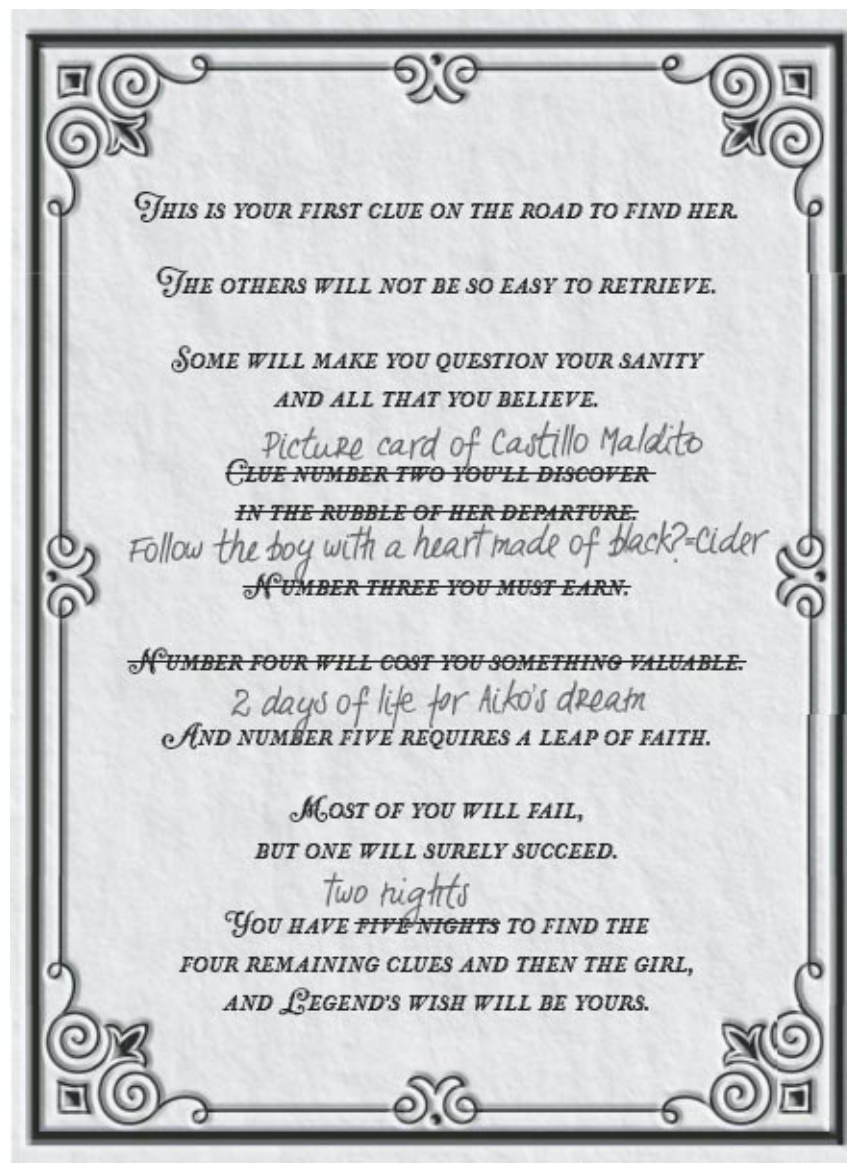 This is your first clue on the road to find her.
The others will not be so easy to retrieve.
Some will make you question your sanity
and all that you believe.
Picture card of Castillo Maldito
Clue number two you'll discover
in the rubble of her departure.
Follow the boy with a heart made of black?=Cider
Number three you must earn.
Number four will cost you something valuable.
2 days of life for Aiko's dream
And number five requires a leap of faith.
Most of you will fail,
but one will surely succeed.
two nights
You have five nights to find the
four remaining clues and then the girl,
and Legend's wish will be yours.